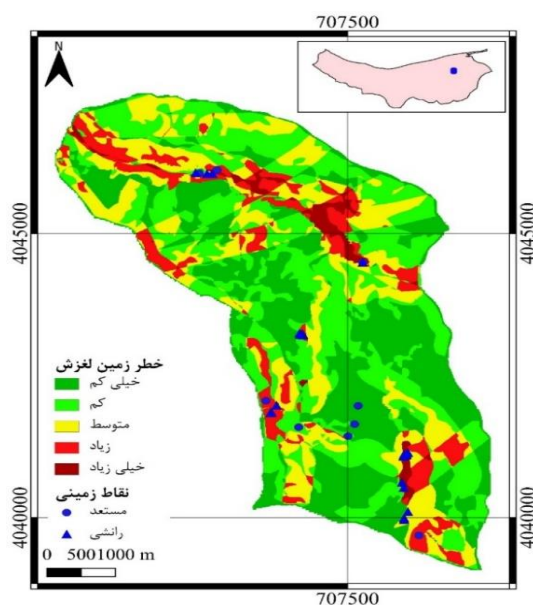 707500
N
4045000
4045000
خطر زمین لغزش
خیلی کم
کم
متوسط
زیاد
خیلی زیاد
نقاط زمینی
مستعد
رانشی
4040000
4040000
0 5001000 m
707500